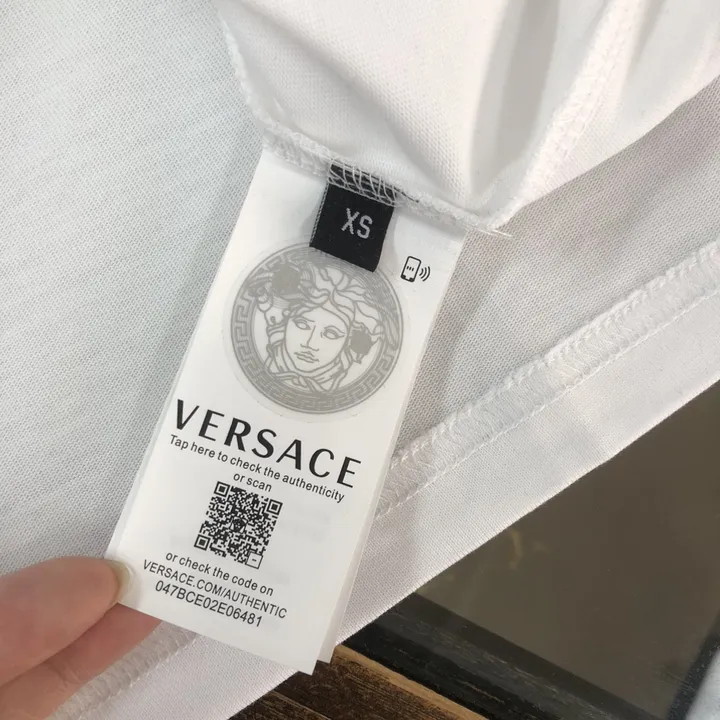 XS
VERSACE
Tap here to check the authenticity
or scan
or check the code on
VERSACE.COM/AUTHENTIC
047BCE02E06481